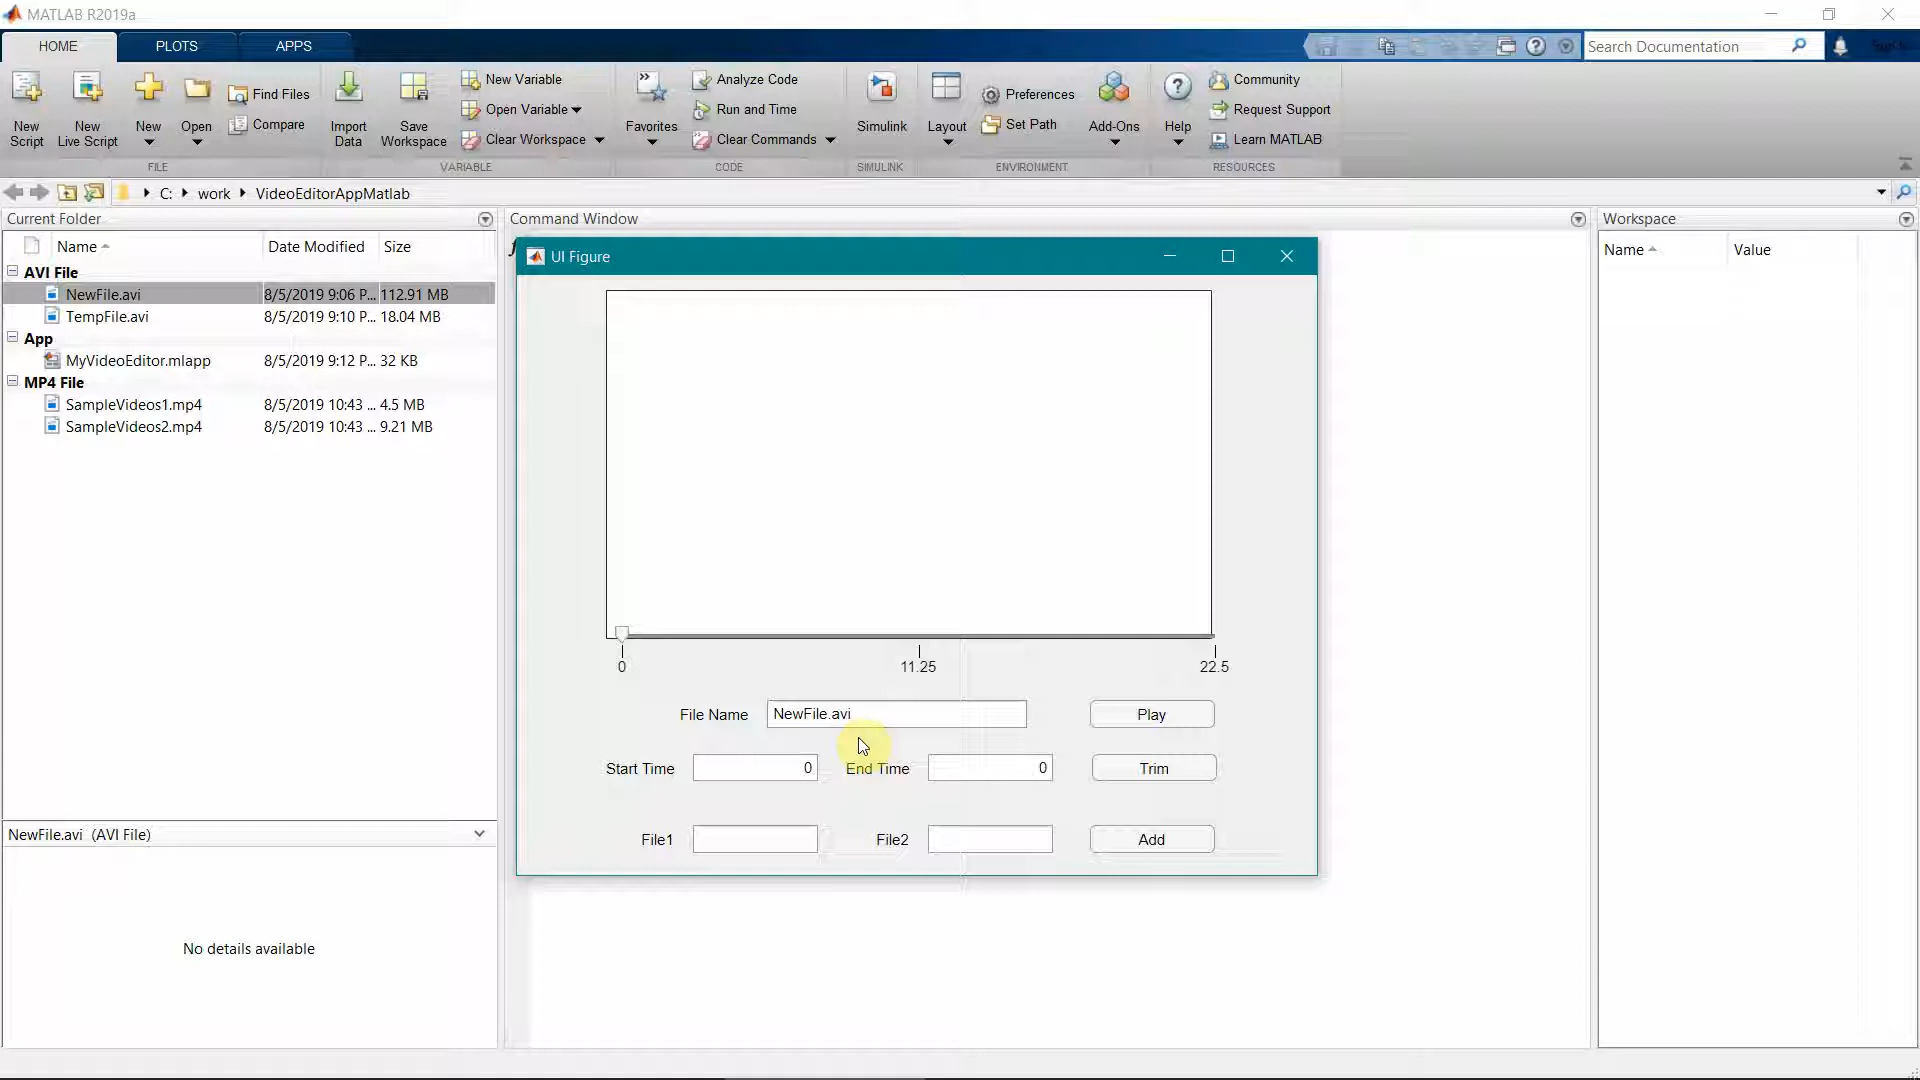 MATLAB R2019a
HOME PLOTS APPS
Search Documentation
New Script
New Live Script
New
Open
Find Files
Compare
Import Data
Save Workspace
New Variable
Open Variable
Clear Workspace
Favorites
Analyze Code
Run and Time
Clear Commands
Simulink
Layout
Preferences
Set Path
Add-Ons
Help
Community
Request Support
Learn MATLAB
FILE VARIABLE CODE SIMULINK ENVIRONMENT RESOURCES
C: work VideoEditorAppMatlab
Current Folder
Name Date Modified Size
AVI File
NewFile.avi 8/5/2019 9:06 P... 112.91 MB
TempFile.avi 8/5/2019 9:10 P... 18.04 MB
App
MyVideoEditor.mlapp 8/5/2019 9:12 P... 32 KB
MP4 File
SampleVideos1.mp4 8/5/2019 10:43 ... 4.5 MB
SampleVideos2.mp4 8/5/2019 10:43 ... 9.21 MB
NewFile.avi (AVI File)
No details available
Command Window
UI Figure
0 11.25 22.5
File Name NewFile.avi Play
Start Time 0 End Time 0 Trim
File1 File2 Add
Workspace
Name Value